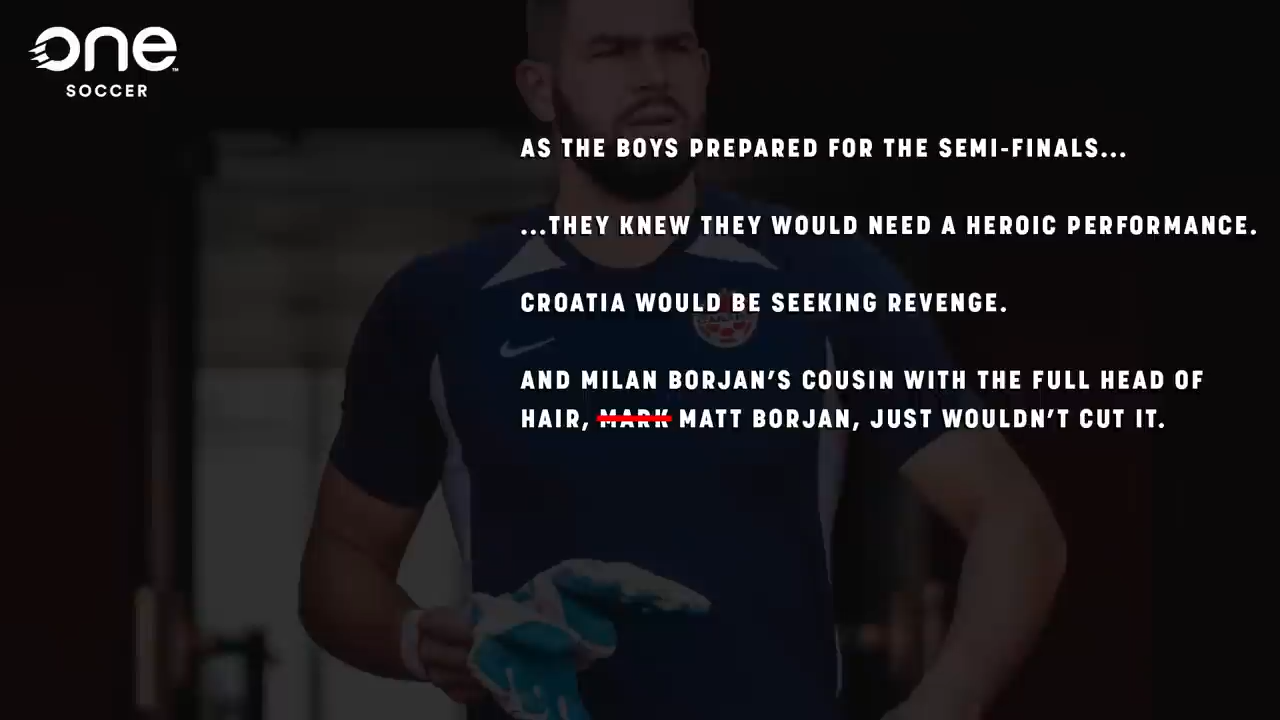 one
SOCCER
AS THE BOYS PREPARED FOR THE SEMI-FINALS...
...THEY KNEW THEY WOULD NEED A HEROIC PERFORMANCE.
CROATIA WOULD BE SEEKING REVENGE.
AND MILAN BORJAN’S COUSIN WITH THE FULL HEAD OF
HAIR, MARK MATT BORJAN, JUST WOULDN’T CUT IT.